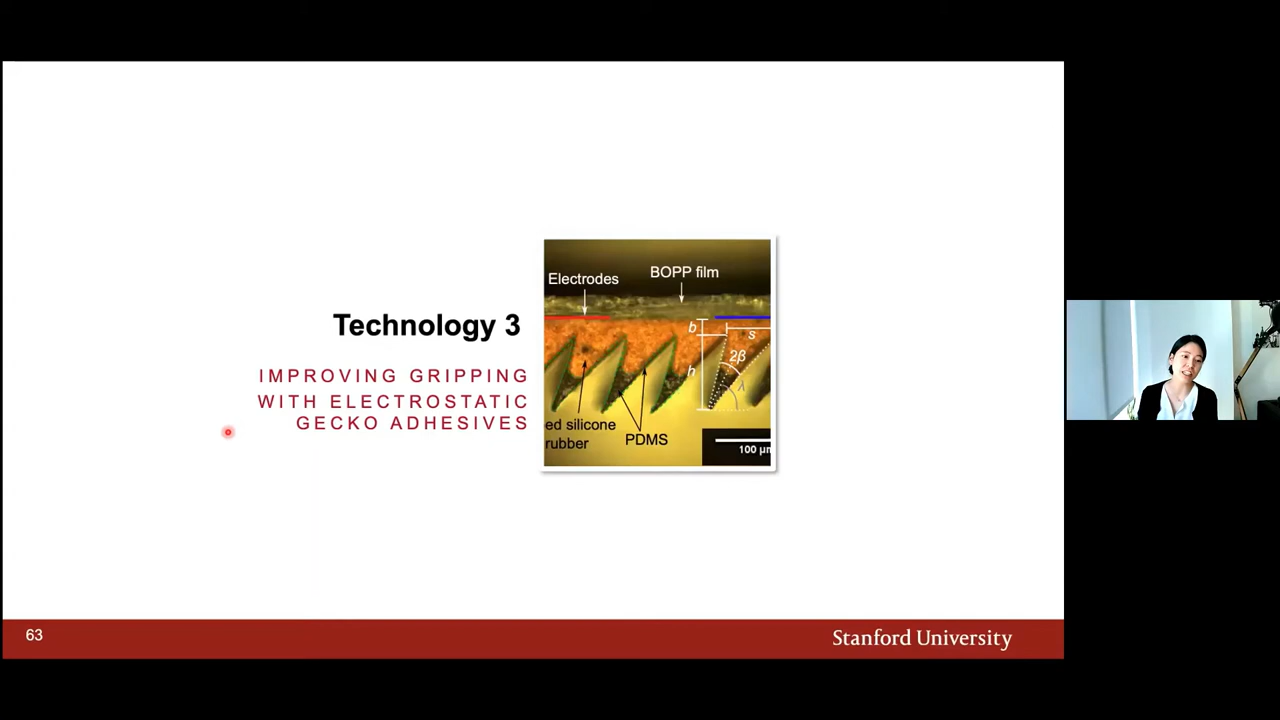 Technology 3
IMPROVING GRIPPING
WITH ELECTROSTATIC
GECKO ADHESIVES
Electrodes
BOPP film
b
s
2β
h
λ
ed silicone
rubber
PDMS
100 µm
63
Stanford University